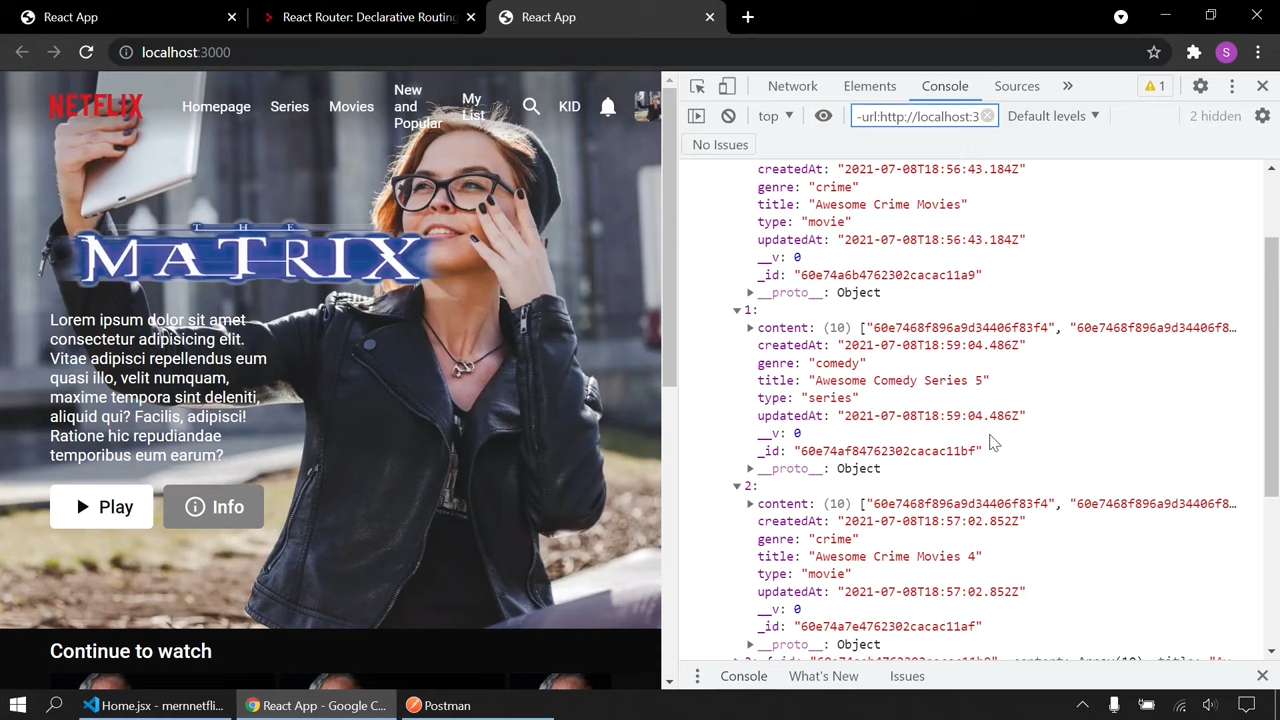 React App
React Router: Declarative Routing
React App
localhost:3000
NETFLIX
Homepage
Series
Movies
New
and
Popular
My
List
KID
THE
MATRIX
Lorem ipsum dolor sit amet
consectetur adipisicing elit.
Vitae adipisci repellendus eum
quasi illo, velit numquam,
maxime tempora sint deleniti,
aliquid qui? Facilis, adipisci!
Ratione hic repudiandae
temporibus eum earum?
Play
Info
Continue to watch
Network
Elements
Console
Sources
1
top
-url:http://localhost:3
Default levels
2 hidden
No Issues
createdAt: "2021-07-08T18:56:43.184Z"
genre: "crime"
title: "Awesome Crime Movies"
type: "movie"
updatedAt: "2021-07-08T18:56:43.184Z"
__v: 0
_id: "60e74a6b4762302cacac11a9"
__proto__: Object
1:
content: (10) ["60e7468f896a9d34406f83f4", "60e7468f896a9d34406f8…
createdAt: "2021-07-08T18:59:04.486Z"
genre: "comedy"
title: "Awesome Comedy Series 5"
type: "series"
updatedAt: "2021-07-08T18:59:04.486Z"
__v: 0
_id: "60e74af84762302cacac11bf"
__proto__: Object
2:
content: (10) ["60e7468f896a9d34406f83f4", "60e7468f896a9d34406f8…
createdAt: "2021-07-08T18:57:02.852Z"
genre: "crime"
title: "Awesome Crime Movies 4"
type: "movie"
updatedAt: "2021-07-08T18:57:02.852Z"
__v: 0
_id: "60e74a7e4762302cacac11af"
__proto__: Object
Console
What's New
Issues
Home.jsx - mernnetfli...
React App - Google C...
Postman
S